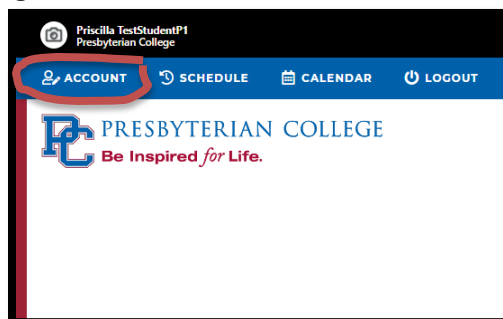 Priscilla TestStudentP1
Presbyterian College
ACCOUNT SCHEDULE CALENDAR LOGOUT
PC PRESBYTERIAN COLLEGE
Be Inspired for Life.